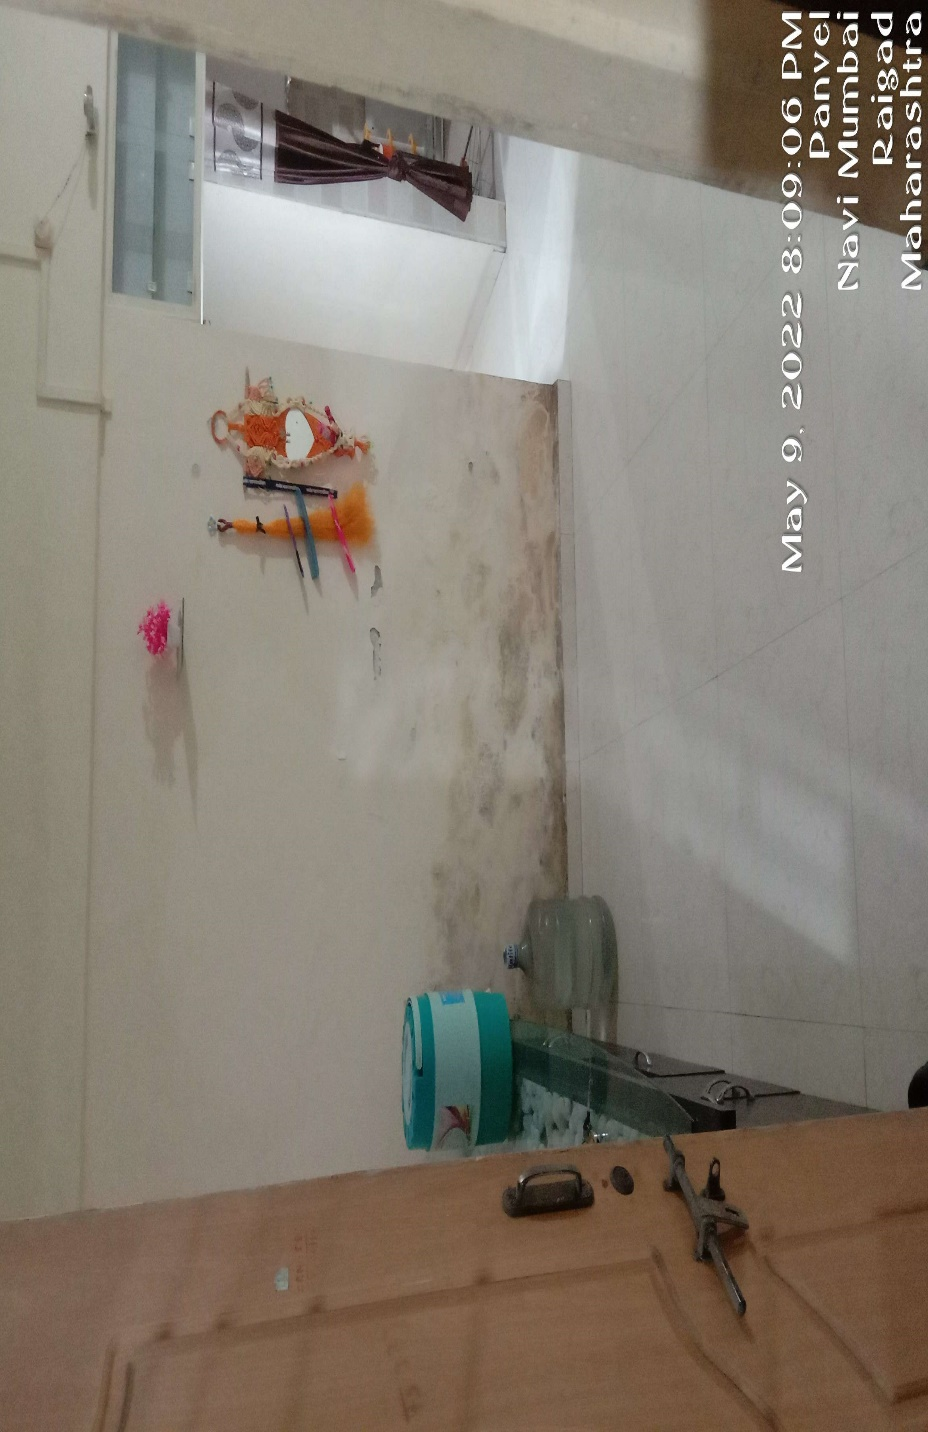 May 9, 2022 8:09:06 PM
Panvel
Navi Mumbai
Raigad
Maharashtra